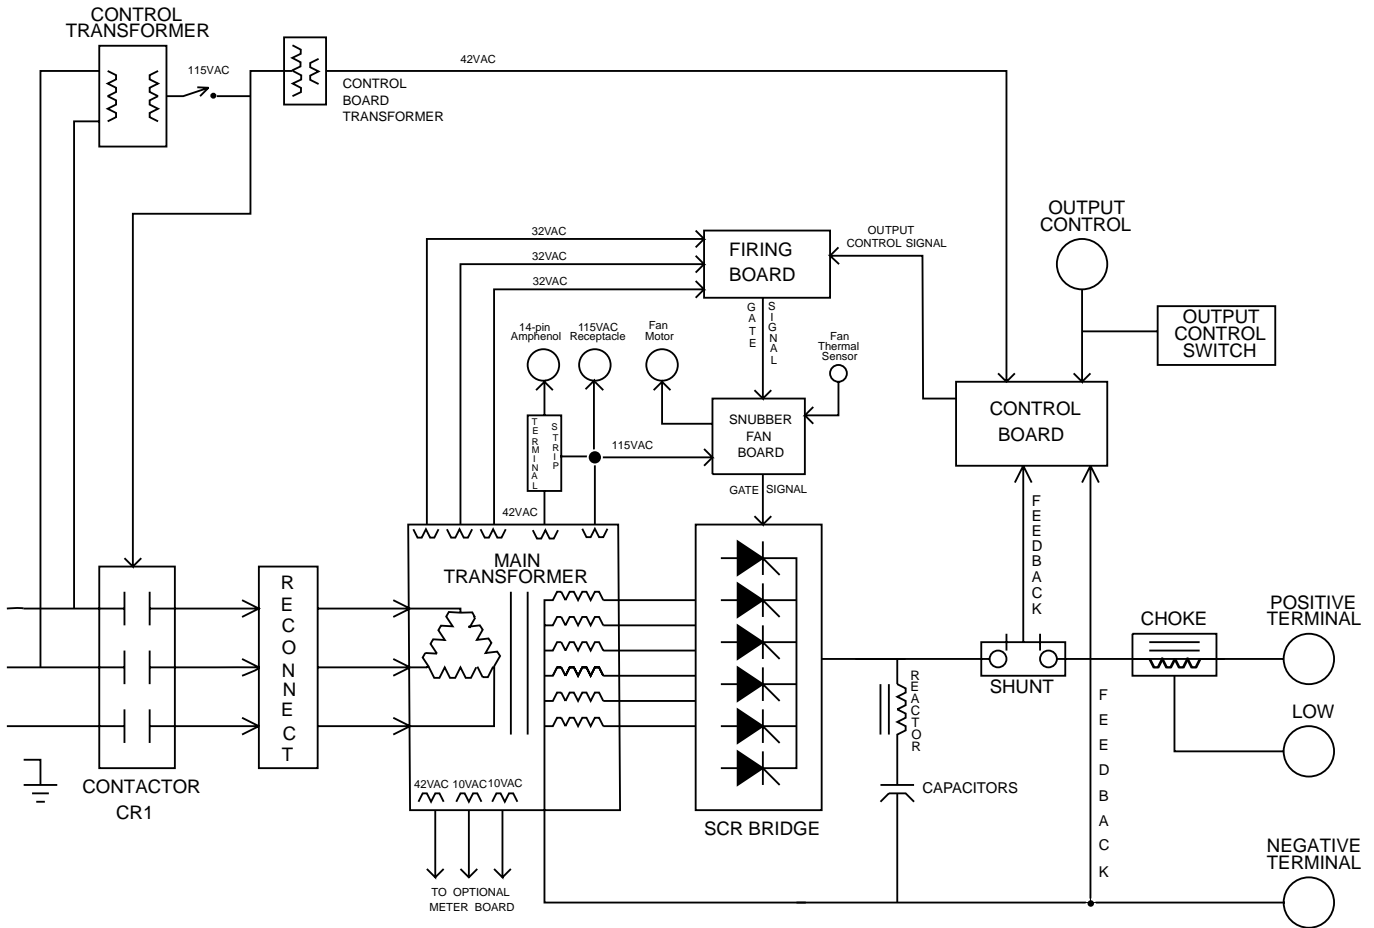 CONTROL
TRANSFORMER
115VAC
42VAC
CONTROL
BOARD
TRANSFORMER
OUTPUT
CONTROL
32VAC
32VAC
32VAC
FIRING
BOARD
OUTPUT
CONTROL SIGNAL
OUTPUT
CONTROL
SWITCH
GATE
SIGNAL
14-pin
Amphenol
115VAC
Receptacle
Fan
Motor
Fan
Thermal
Sensor
TERMINAL
STRIP
115VAC
SNUBBER
FAN
BOARD
CONTROL
BOARD
GATE SIGNAL
42VAC
MAIN
TRANSFORMER
RECONNECT
FEEDBACK
CHOKE
POSITIVE
TERMINAL
SHUNT
REACTOR
FEEDBACK
LOW
CONTACTOR
CR1
42VAC 10VAC 10VAC
CAPACITORS
SCR BRIDGE
NEGATIVE
TERMINAL
TO OPTIONAL
METER BOARD